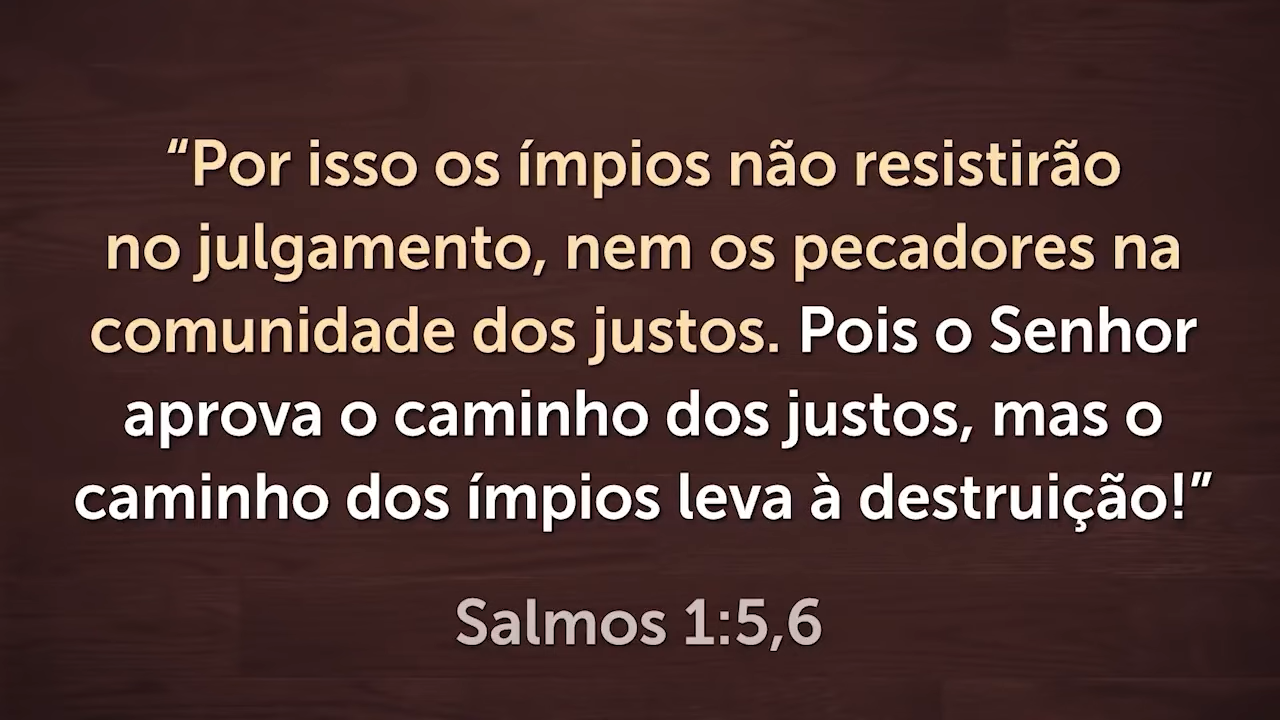 “Por isso os ímpios não resistirão
no julgamento, nem os pecadores na
comunidade dos justos. Pois o Senhor
aprova o caminho dos justos, mas o
caminho dos ímpios leva à destruição!”
Salmos 1:5,6